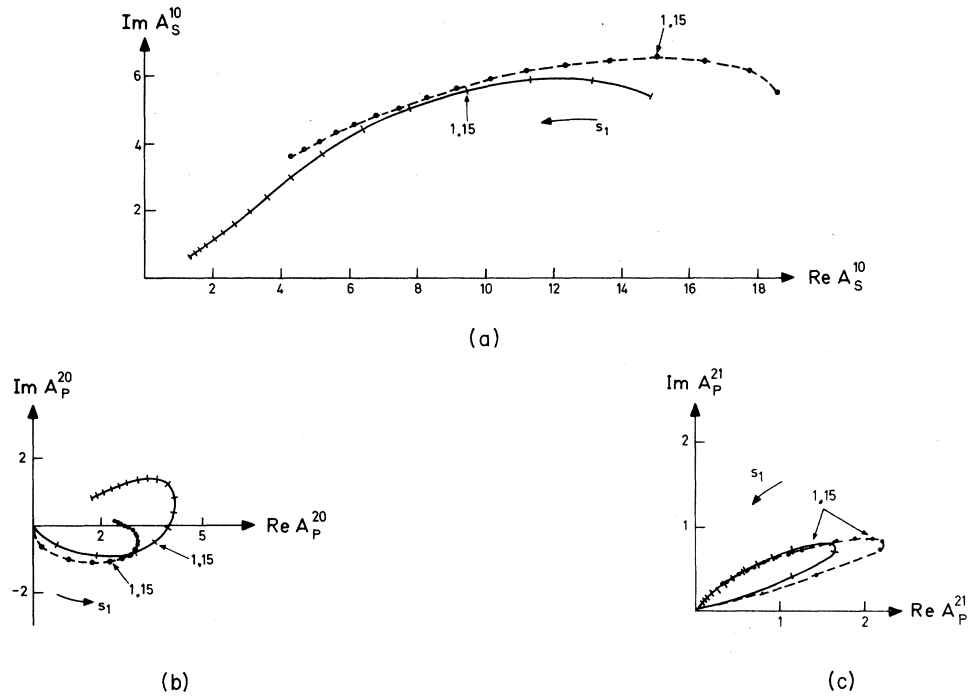 Im A_S^10
1,15
6
4
2
1,15
s₁
2 4 6 8 10 12 14 16 18
Re A_S^10
(a)
Im A_P^20
2
2 5
Re A_P^20
1,15
1,15
-2
s₁
(b)
Im A_P^21
2
s₁
1,15
1
1 2
Re A_P^21
(c)